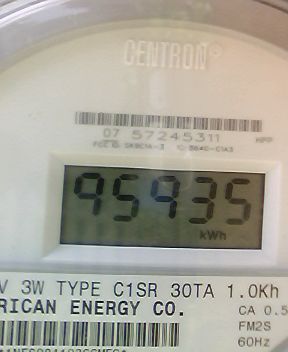 CENTRON®
07 57245311
HPP
95935
kWh
V 3W TYPE C1SR 30TA 1.0Kh
RICAN ENERGY CO.
CA 0.5
FM2S
60Hz